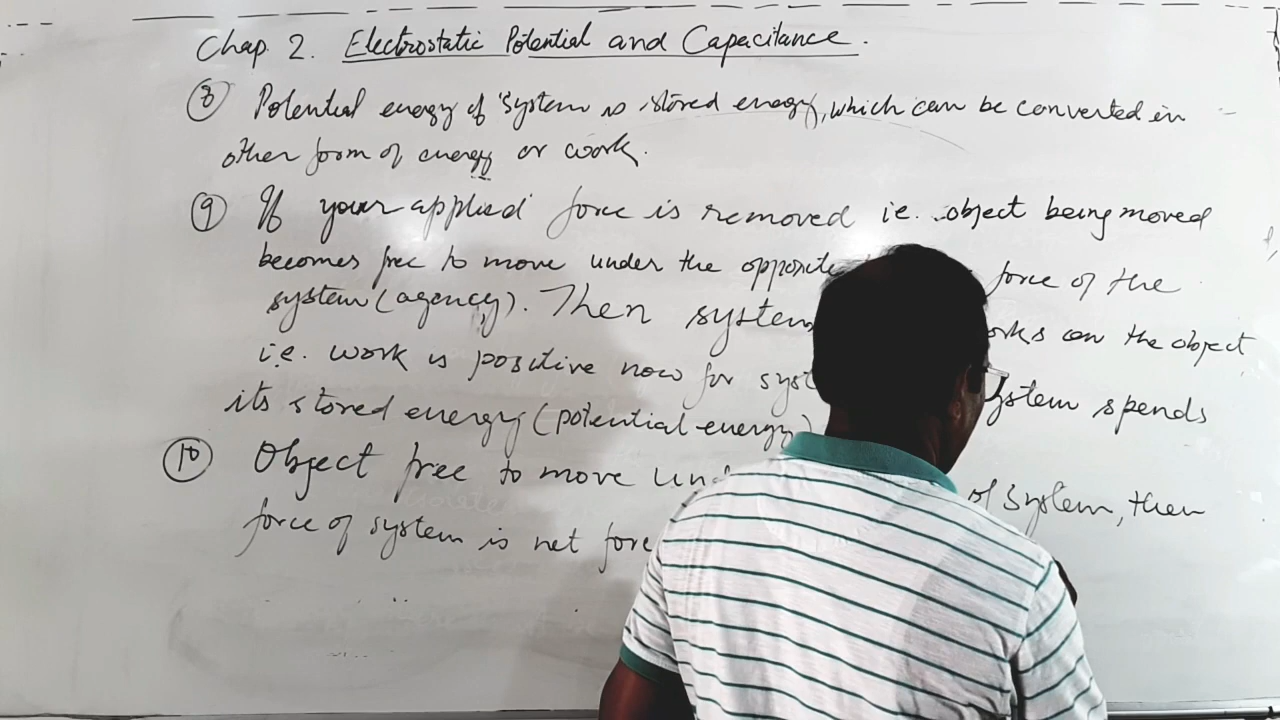 Chap. 2. Electrostatic Potential and Capacitance.
⑧ Potential energy of system is stored energy, which can be converted in
other form of energy or work.
⑨ If your applied force is removed i.e. object being moved
becomes free to move under the opposite force of the
system (agency). Then system on the object
i.e. work is positive now for system spends
its stored energy (potential energy)
⑩ Object free to move of system, then
force of system is net